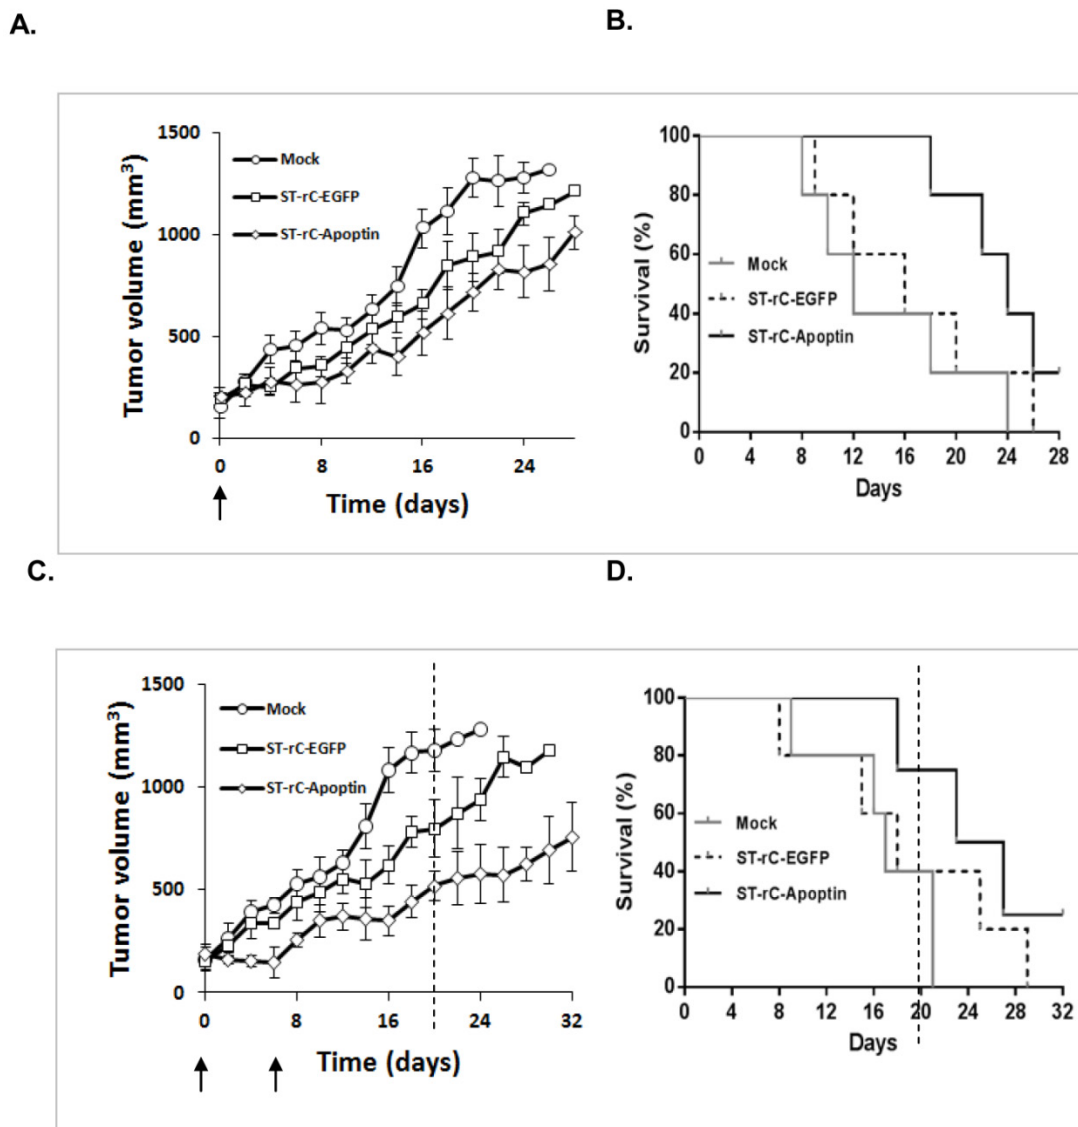 A.
B.
1500
1000
500
0
Tumor volume (mm³)
Mock
ST-rC-EGFP
ST-rC-Apoptin
0 8 16 24
Time (days)
100
80
60
40
20
0
Survival (%)
Mock
ST-rC-EGFP
ST-rC-Apoptin
0 4 8 12 16 20 24 28
Days
C.
D.
1500
1000
500
0
Tumor volume (mm³)
Mock
ST-rC-EGFP
ST-rC-Apoptin
0 8 16 24 32
Time (days)
100
80
60
40
20
0
Survival (%)
Mock
ST-rC-EGFP
ST-rC-Apoptin
0 4 8 12 16 20 24 28 32
Days